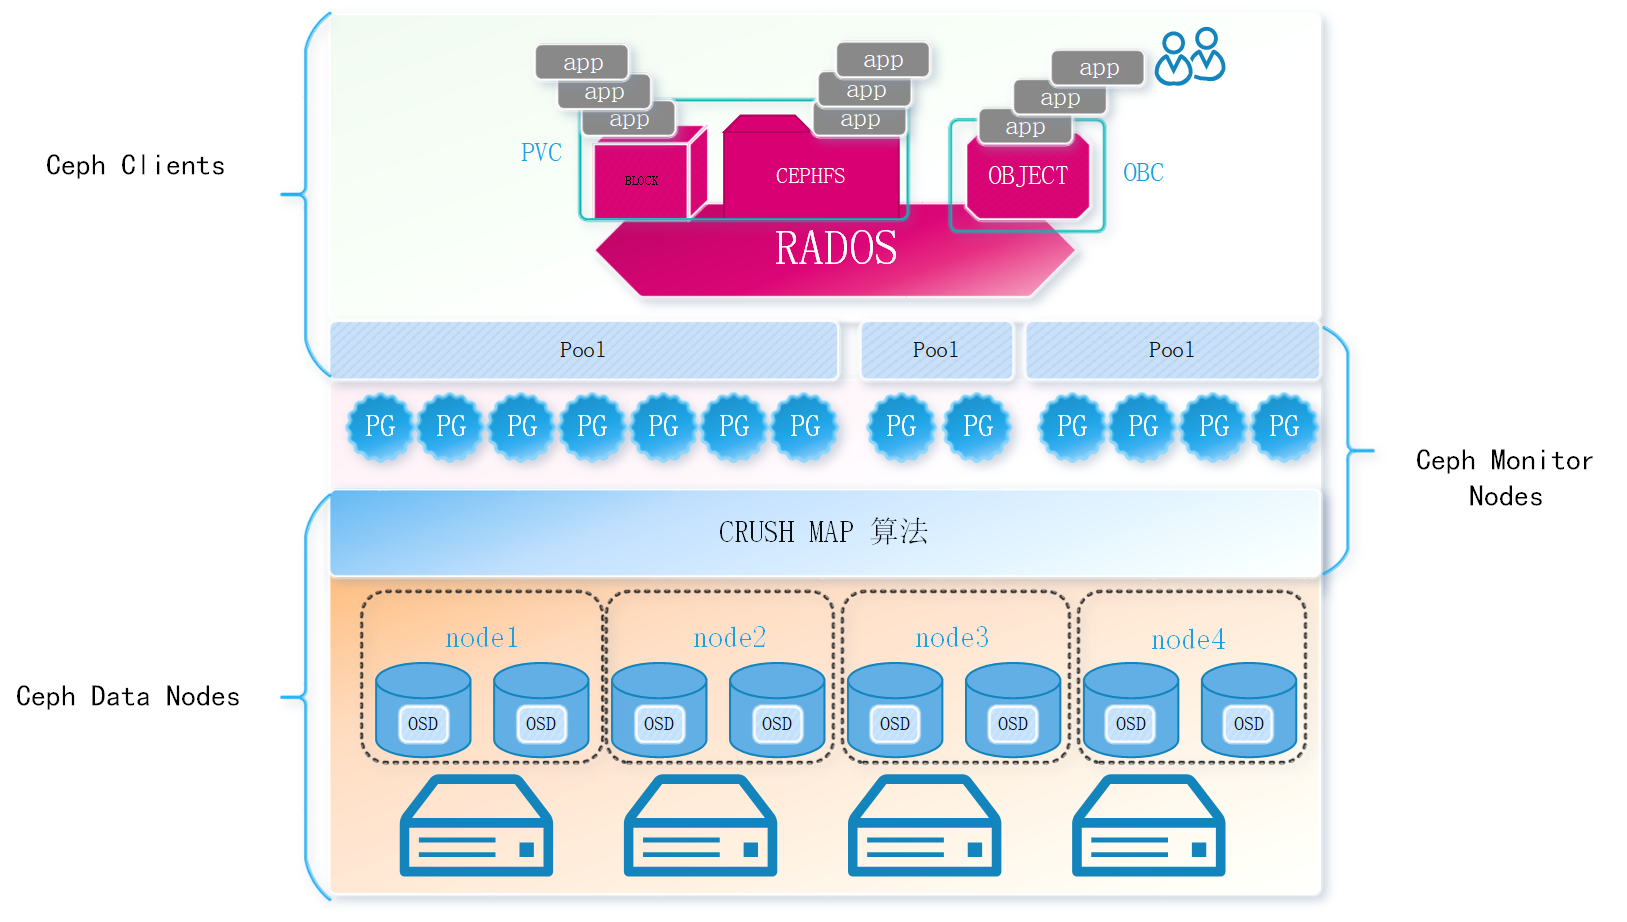 app
app
app
app
app
app
app
app
app
PVC
BLOCK
CEPHFS
OBJECT
OBC
Ceph Clients
RADOS
Pool
Pool
Pool
PG
PG
PG
PG
PG
PG
PG
PG
PG
PG
PG
PG
PG
Ceph Monitor
Nodes
CRUSH MAP 算法
node1
node2
node3
node4
Ceph Data Nodes
OSD
OSD
OSD
OSD
OSD
OSD
OSD
OSD